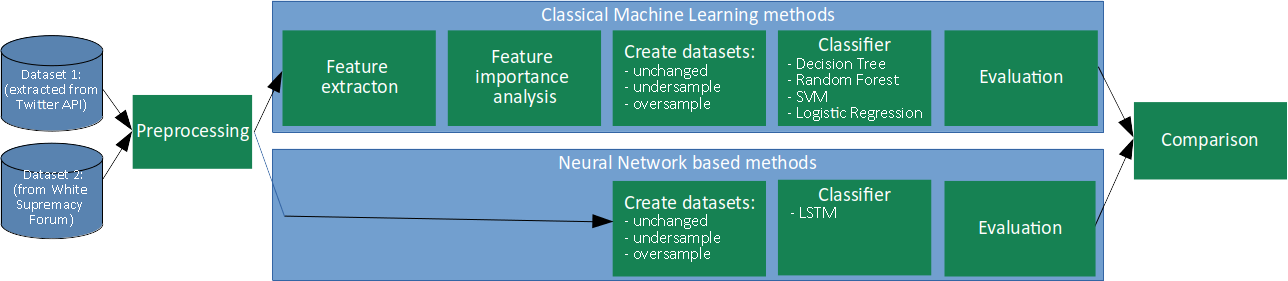 Dataset 1:
(extracted from
Twitter API)
Dataset 2:
(from White
Supremacy
Forum)
Preprocessing
Classical Machine Learning methods
Feature
extracton
Feature
importance
analysis
Create datasets:
- unchanged
- undersample
- oversample
Classifier
- Decision Tree
- Random Forest
- SVM
- Logistic Regression
Evaluation
Neural Network based methods
Create datasets:
- unchanged
- undersample
- oversample
Classifier
- LSTM
Evaluation
Comparison